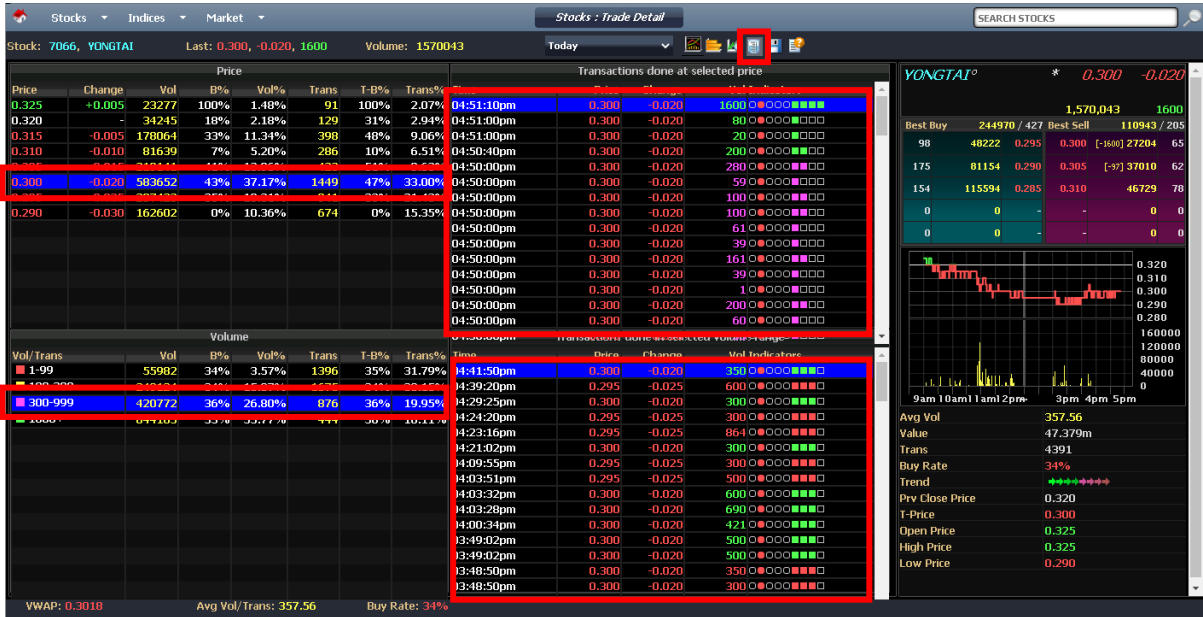 Stocks Indices Market Stocks : Trade Detail SEARCH STOCKS
Stock: 7066, YONGTAI Last: 0.300, -0.020, 1600 Volume: 1570043 Today
Price
Price Change Vol B% Vol% Trans T-B% Trans%
0.325 +0.005 23277 100% 1.48% 91 100% 2.07%
0.320 - 34245 18% 2.18% 129 31% 2.94%
0.315 -0.005 178064 33% 11.34% 398 48% 9.06%
0.310 -0.010 81639 7% 5.20% 286 10% 6.51%
0.300 -0.020 583652 43% 37.17% 1449 47% 33.00%
0.290 -0.030 162602 0% 10.36% 674 0% 15.35%
Transactions done at selected price
04:51:10pm 0.300 -0.020 1600
04:51:00pm 0.300 -0.020 80
04:51:00pm 0.300 -0.020 20
04:50:40pm 0.300 -0.020 200
04:50:00pm 0.300 -0.020 280
04:50:00pm 0.300 -0.020 59
04:50:00pm 0.300 -0.020 100
04:50:00pm 0.300 -0.020 100
04:50:00pm 0.300 -0.020 61
04:50:00pm 0.300 -0.020 39
04:50:00pm 0.300 -0.020 161
04:50:00pm 0.300 -0.020 39
04:50:00pm 0.300 -0.020 1
04:50:00pm 0.300 -0.020 200
04:50:00pm 0.300 -0.020 60
Volume
Vol/Trans Vol B% Vol% Trans T-B% Trans%
1-99 55982 34% 3.57% 1396 35% 31.79%
300-999 420772 36% 26.80% 876 36% 19.95%
Time Price Change Vol Indicators
04:41:50pm 0.300 -0.020 350
04:39:20pm 0.295 -0.025 600
04:29:25pm 0.300 -0.020 300
04:24:20pm 0.295 -0.025 300
04:23:16pm 0.295 -0.025 864
04:21:02pm 0.300 -0.020 300
04:09:55pm 0.295 -0.025 300
04:03:51pm 0.295 -0.025 500
04:03:32pm 0.300 -0.020 600
04:03:28pm 0.300 -0.020 690
04:00:34pm 0.300 -0.020 421
03:49:02pm 0.300 -0.020 500
03:49:02pm 0.300 -0.020 500
03:48:50pm 0.300 -0.020 350
03:48:50pm 0.300 -0.020 300
YONGTAI° * 0.300 -0.020
1,570,043 1600
Best Buy 244970 / 427 Best Sell 110943 / 205
98 48222 0.295 0.300 [-1600] 27204 65
175 81154 0.290 0.305 [-97] 37010 62
154 115594 0.285 0.310 46729 78
0 0 - - 0 0
0 0 - - 0 0
0.320
0.310
0.300
0.290
0.280
160000
120000
80000
40000
0
9am 10am 11am 12pm 3pm 4pm 5pm
Avg Vol 357.56
Value 47.379m
Trans 4391
Buy Rate 34%
Trend
Prv Close Price 0.320
T-Price 0.300
Open Price 0.325
High Price 0.325
Low Price 0.290
VWAP: 0.3018 Avg Vol/Trans: 357.56 Buy Rate: 34%